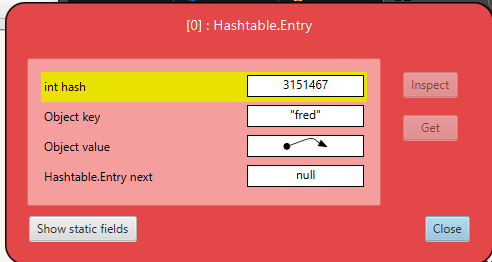 [0] : Hashtable.Entry
int hash 3151467
Inspect
Object key "fred"
Get
Object value
Hashtable.Entry next null
Show static fields Close